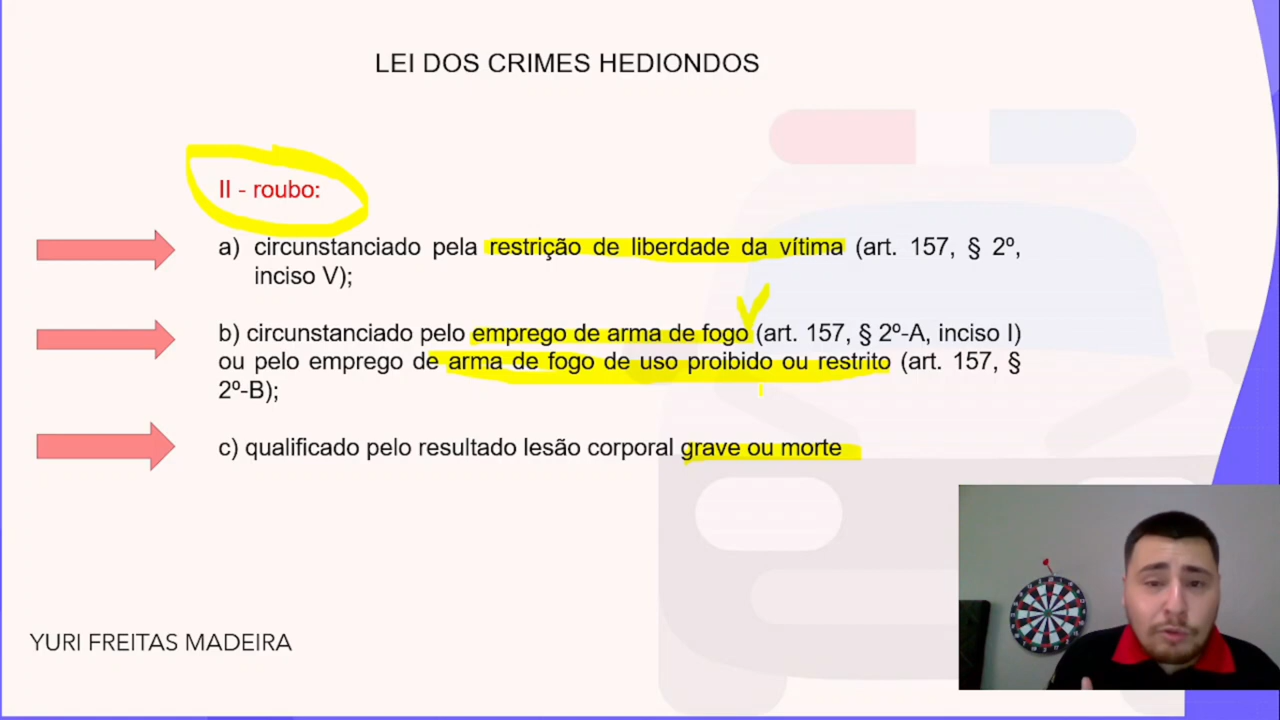 LEI DOS CRIMES HEDIONDOS
II - roubo:
a) circunstanciado pela restrição de liberdade da vítima (art. 157, § 2º,
inciso V);
b) circunstanciado pelo emprego de arma de fogo (art. 157, § 2º-A, inciso I)
ou pelo emprego de arma de fogo de uso proibido ou restrito (art. 157, §
2º-B);
c) qualificado pelo resultado lesão corporal grave ou morte
YURI FREITAS MADEIRA